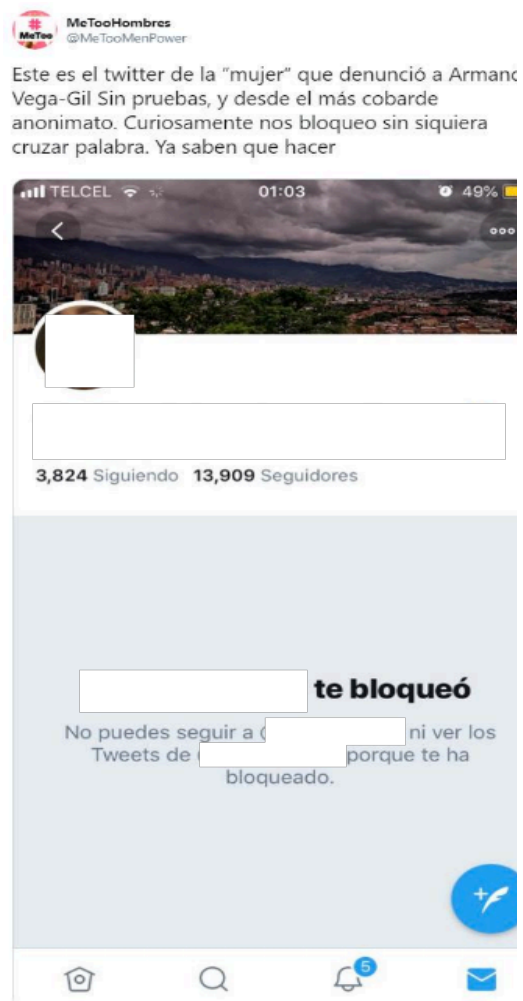 MeToo
MeTooHombres
@MeTooMenPower
Este es el twitter de la “mujer” que denunció a Armando
Vega-Gil Sin pruebas, y desde el más cobarde
anonimato. Curiosamente nos bloqueo sin siquiera
cruzar palabra. Ya saben que hacer
TELCEL 01:03 49%
3,824 Siguiendo 13,909 Seguidores
te bloqueó
No puedes seguir a ni ver los
Tweets de porque te ha
bloqueado.
5